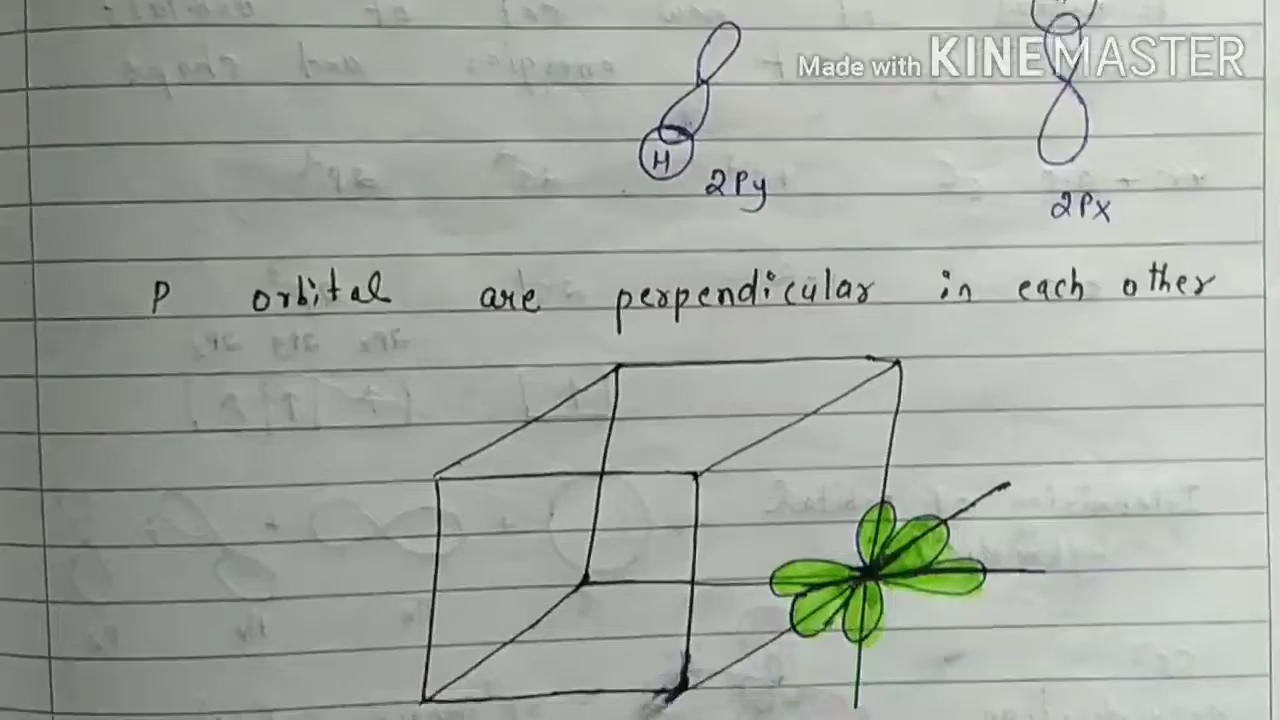 Made with KINEMASTER
H
2Py
2Px
P orbital are perpendicular in each other